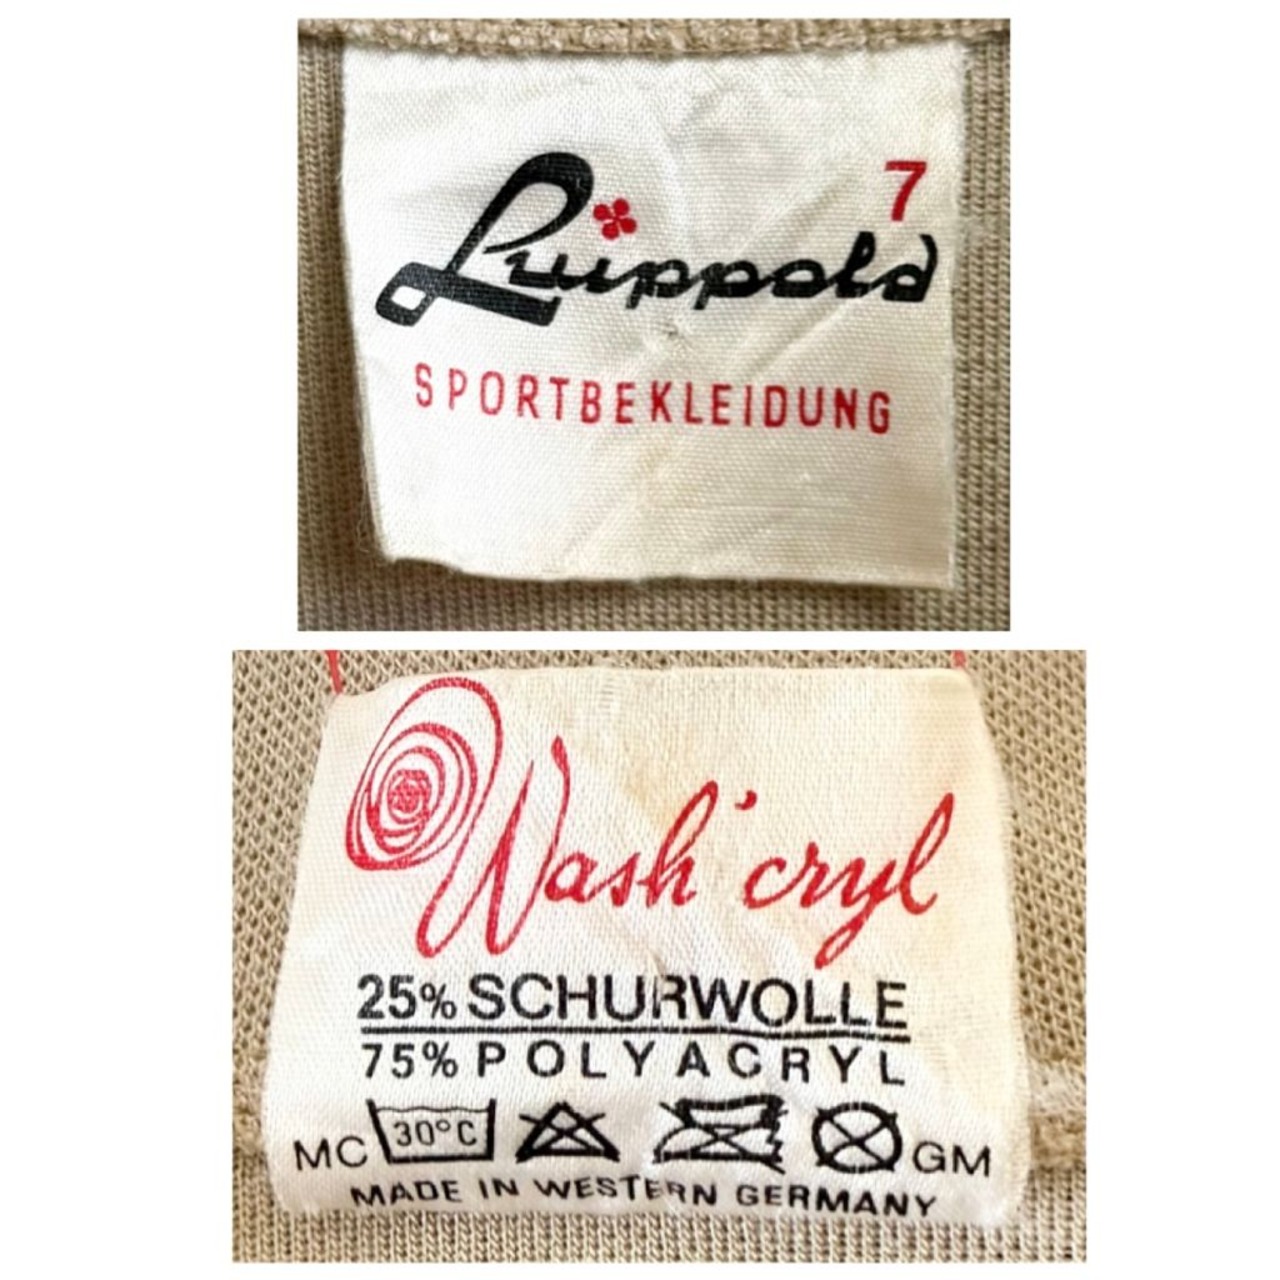 7
Luippold
SPORTBEKLEIDUNG
Wash'cryl
25% SCHURWOLLE
75% POLYACRYL
MC 30°C GM
MADE IN WESTERN GERMANY